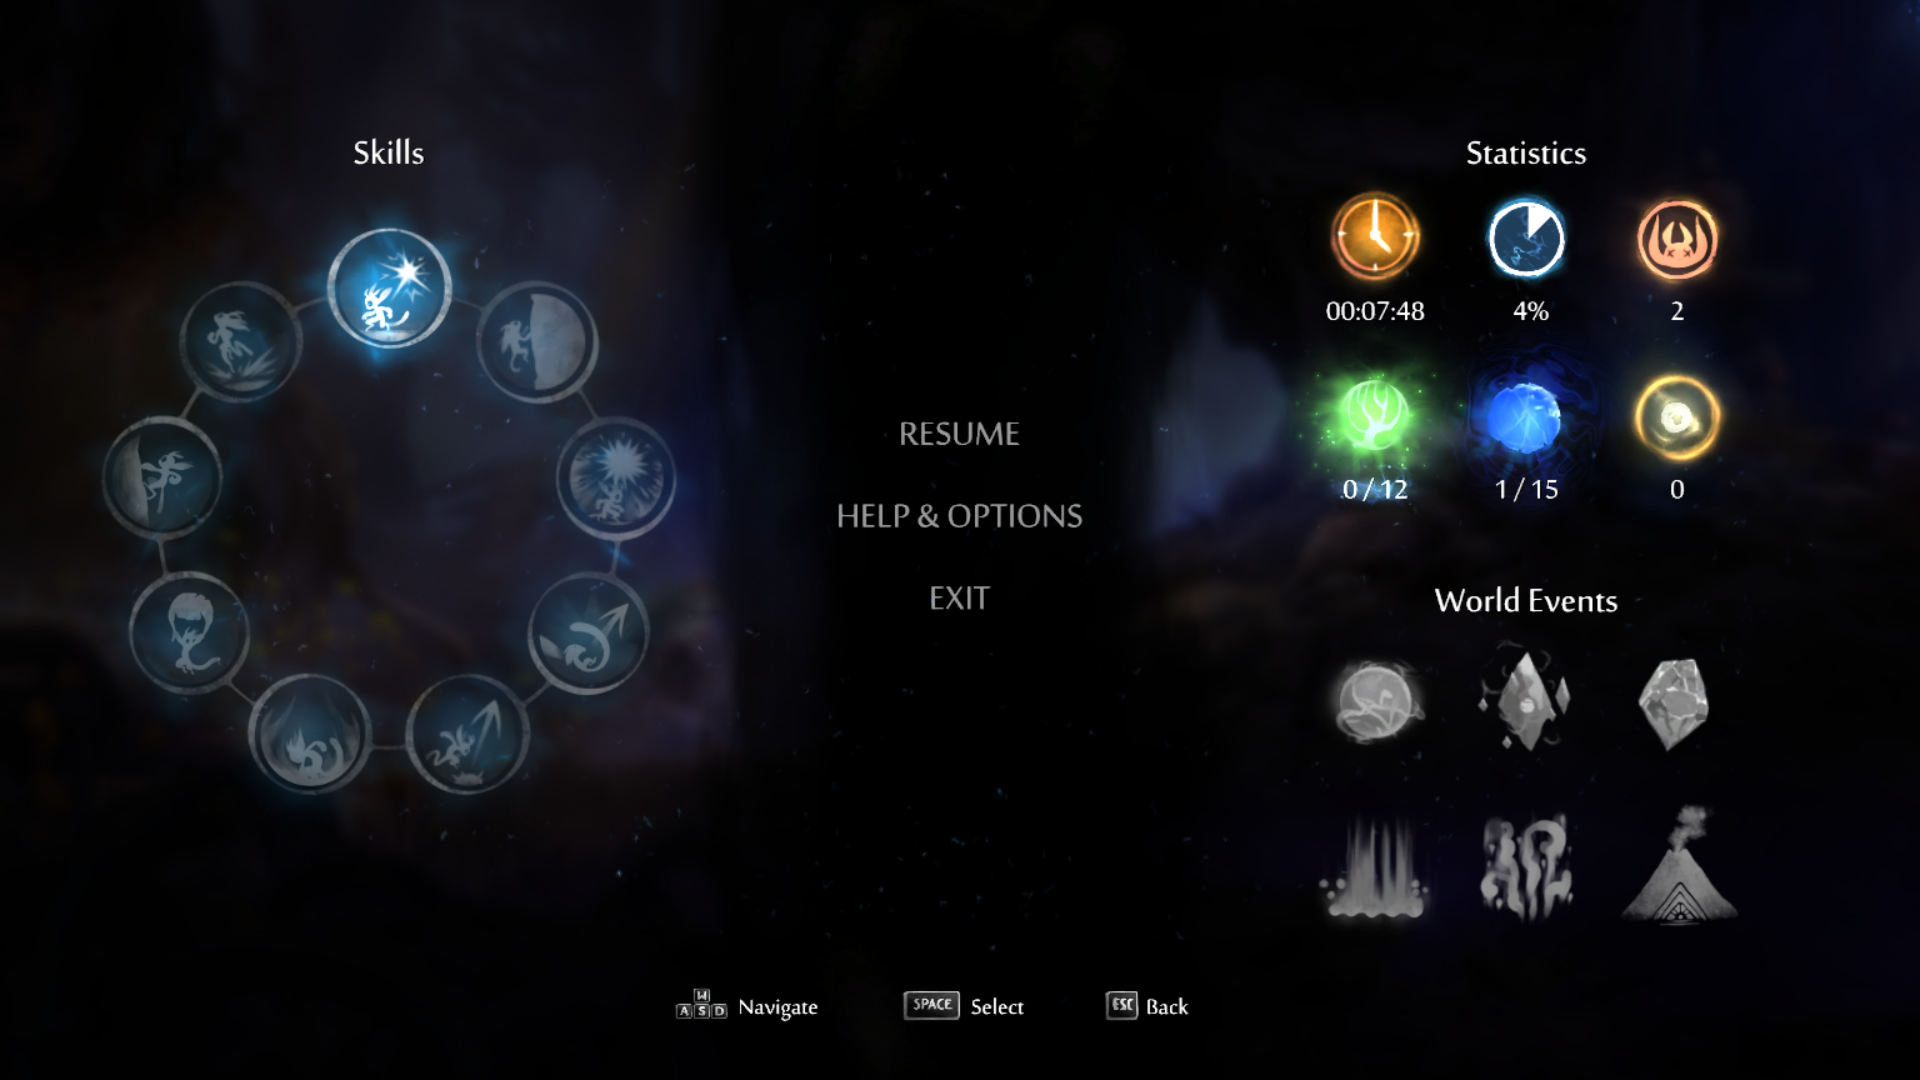 Skills
Statistics
00:07:48
4%
2
0 / 12
1 / 15
0
RESUME
HELP & OPTIONS
EXIT
World Events
W
A S D Navigate
SPACE Select
ESC Back